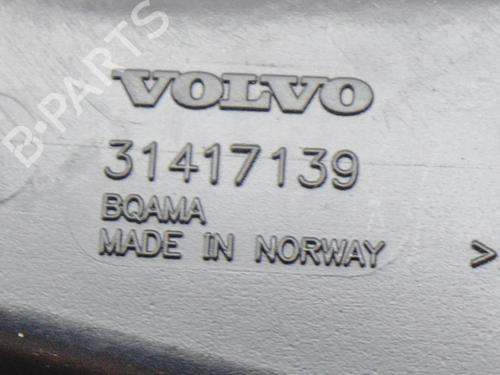 VOLVO
31417139
BQAMA
MADE IN NORWAY >
B-PARTS